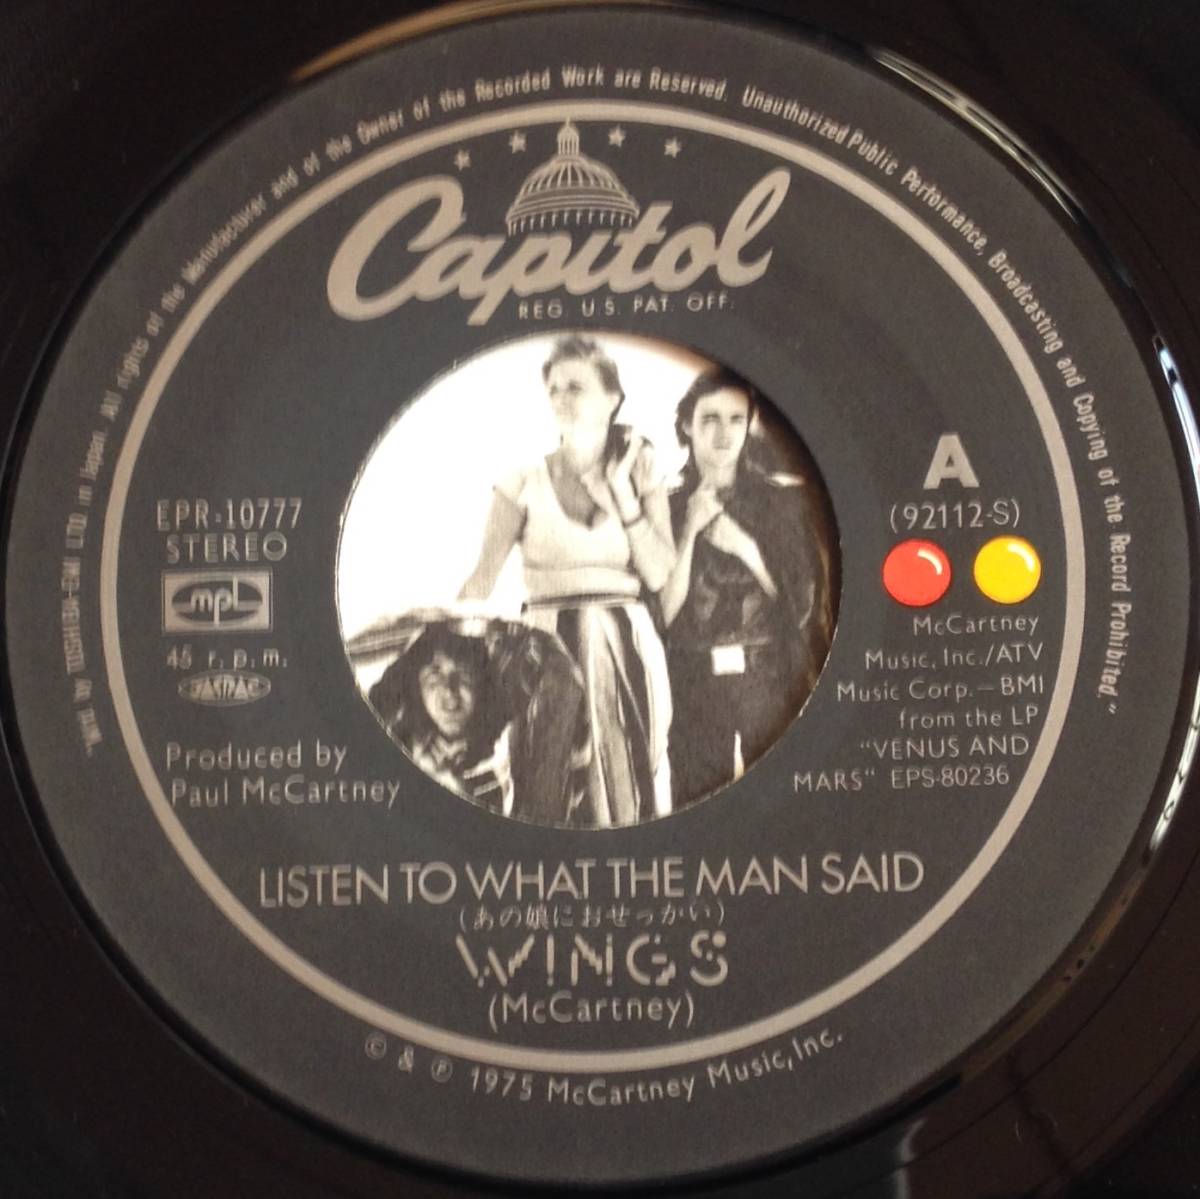 "Mfd. by TOSHIBA-EMI LTD. in Japan. All rights of the Manufacturer and of the Owner of the Recorded Work are Reserved. Unauthorized Public Performance, Broadcasting and Copying of the Record Prohibited."
Capitol
REG. U.S. PAT. OFF.
EPR-10777
STEREO
mpl
45 r.p.m.
JASRAC
Produced by
Paul McCartney
A
(92112-S)
McCartney
Music, Inc./ATV
Music Corp.—BMI
from the LP
"VENUS AND
MARS" EPS-80236
LISTEN TO WHAT THE MAN SAID
(あの娘におせっかい)
WINGS
(McCartney)
© & ℗ 1975 McCartney Music, Inc.